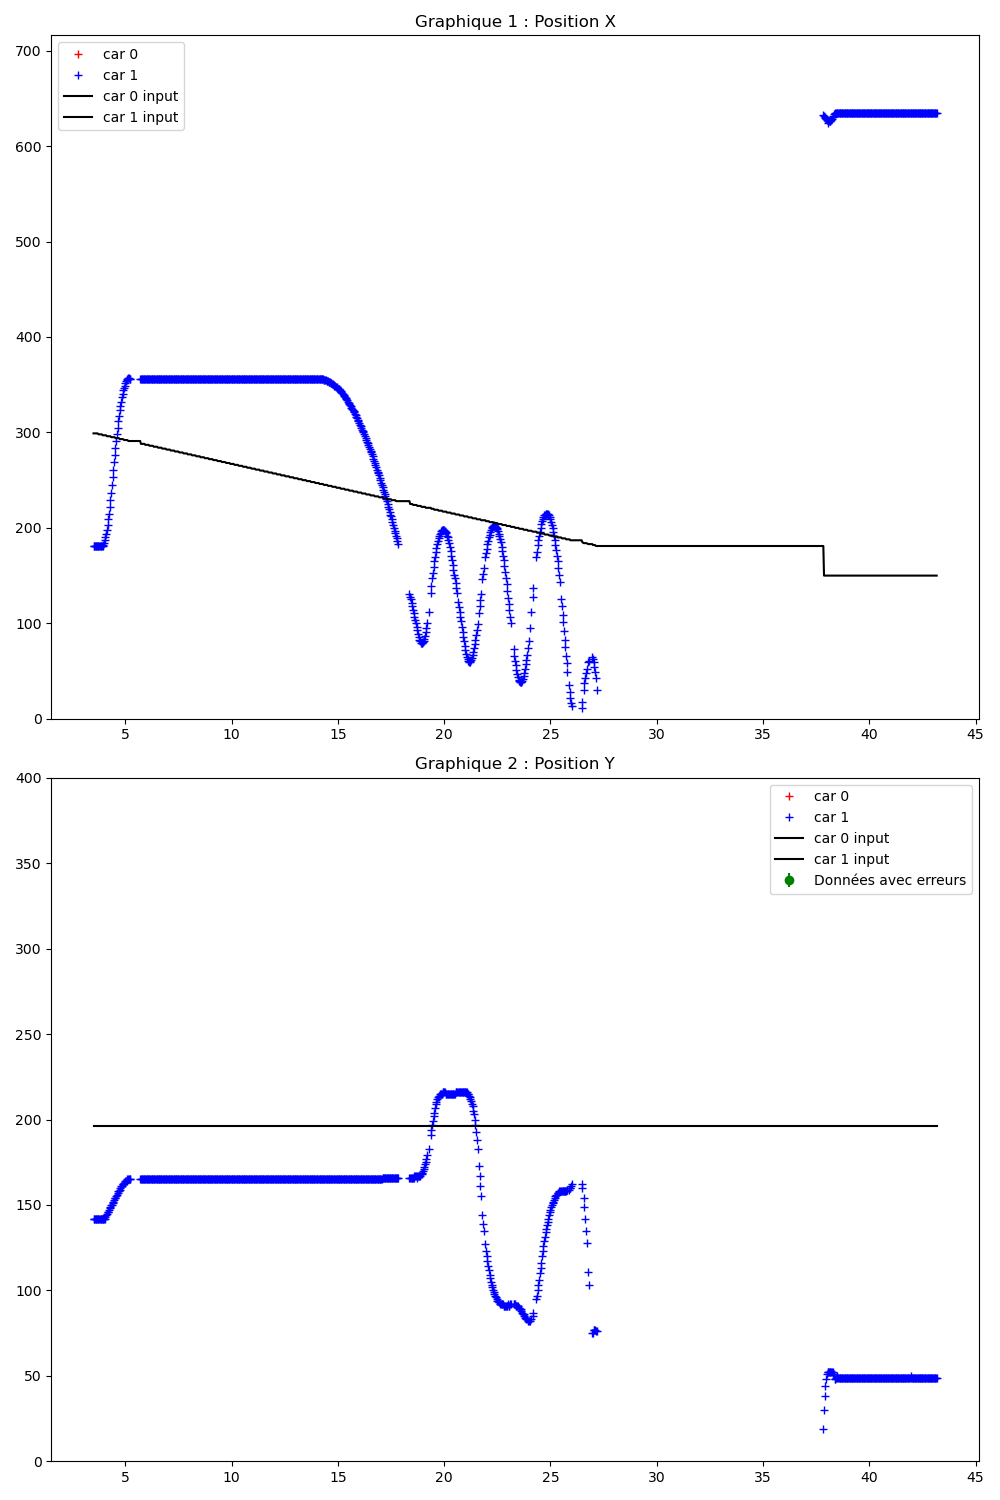 Graphique 1 : Position X
700
600
500
400
300
200
100
0
car 0
car 1
car 0 input
car 1 input
5 10 15 20 25 30 35 40 45
Graphique 2 : Position Y
400
350
300
250
200
150
100
50
0
car 0
car 1
car 0 input
car 1 input
Données avec erreurs
5 10 15 20 25 30 35 40 45